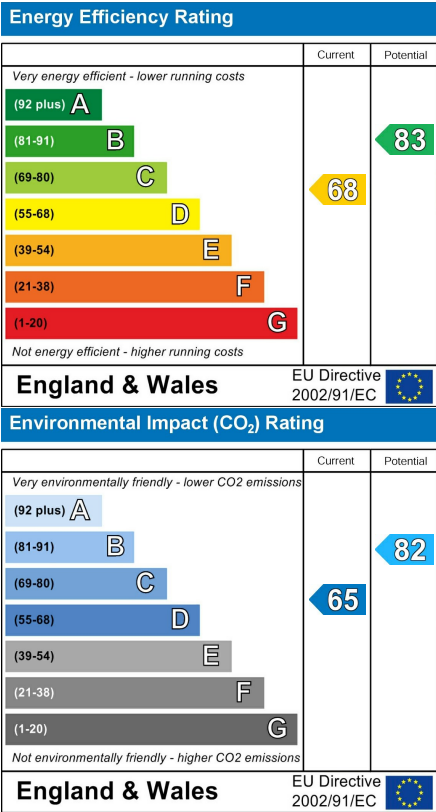 Energy Efficiency Rating
Current Potential
Very energy efficient - lower running costs
(92 plus) A
(81-91) B
83
(69-80) C
68
(55-68) D
(39-54) E
(21-38) F
(1-20) G
Not energy efficient - higher running costs
England & Wales
EU Directive
2002/91/EC
Environmental Impact (CO₂) Rating
Current Potential
Very environmentally friendly - lower CO2 emissions
(92 plus) A
(81-91) B
82
(69-80) C
65
(55-68) D
(39-54) E
(21-38) F
(1-20) G
Not environmentally friendly - higher CO2 emissions
England & Wales
EU Directive
2002/91/EC